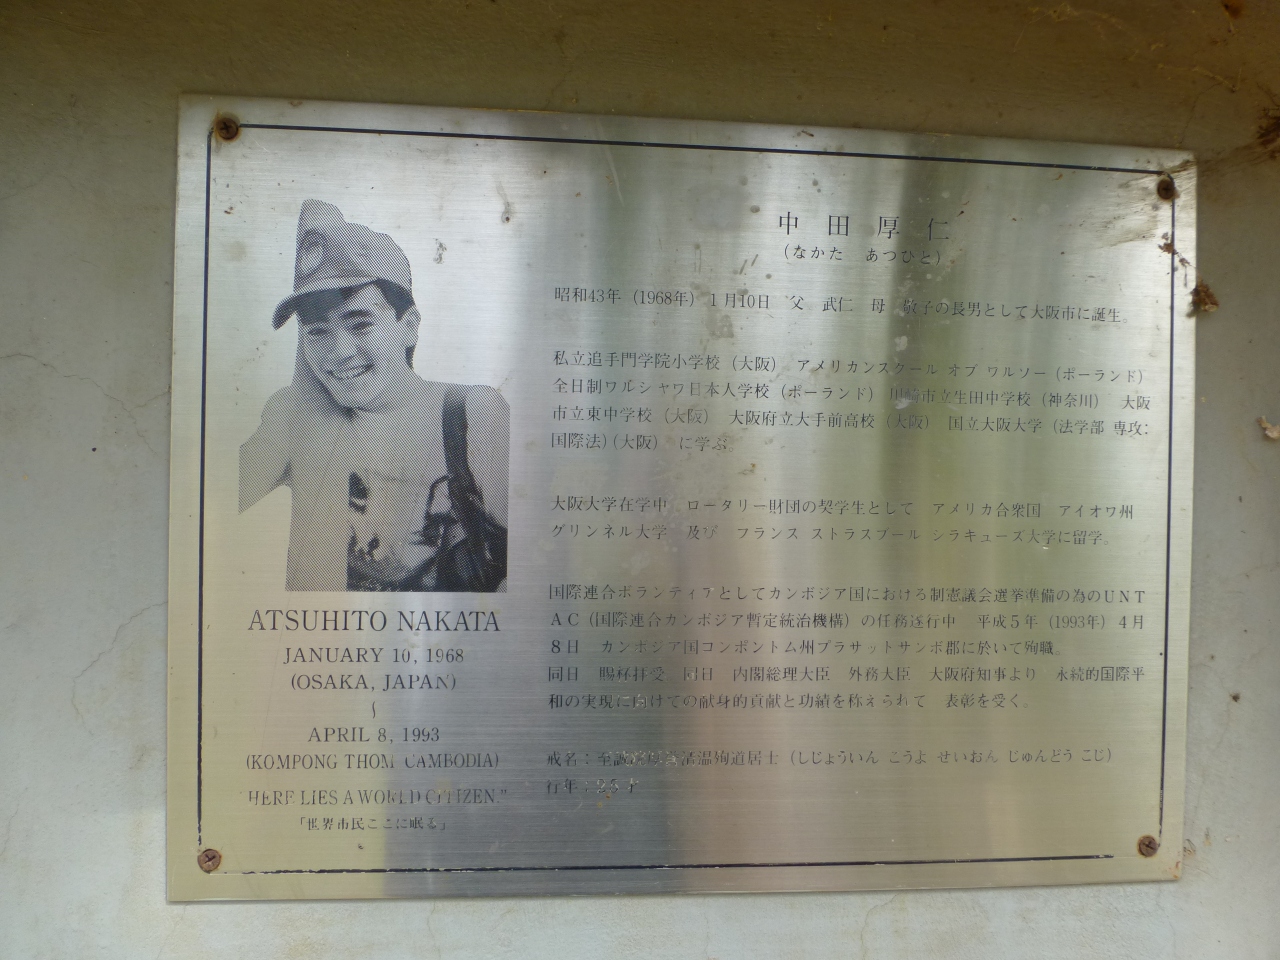 中 田 厚 仁
(なかた あつひと)
昭和43年 (1968年) 1月10日 父 武仁 母 敬子の長男として大阪市に誕生。
私立追手門学院小学校 (大阪) アメリカンスクール オブ ワルソー (ポーランド)
全日制ワルシャワ日本人学校 (ポーランド) 川崎市立生田中学校 (神奈川) 大阪
市立東中学校 (大阪) 大阪府立大手前高校 (大阪) 国立大阪大学 (法学部 専攻:
国際法) (大阪) に学ぶ。
大阪大学在学中 ロータリー財団の奨学生として アメリカ合衆国 アイオワ州
グリンネル大学 及び フランス ストラスブール シラキューズ大学に留学。
国際連合ボランティアとしてカンボジア国における制憲議会選挙準備の為のUNT
AC (国際連合カンボジア暫定統治機構) の任務遂行中 平成5年 (1993年) 4月
8日 カンボジア国コンポントム州プラサットサンボ郡に於いて殉職。
同日 賜祥拝受 同日 内閣総理大臣 外務大臣 大阪府知事より 永続的国際平
和の実現に向けての献身的貢献と功績を称えられて 表彰を受く。
戒名:至誠 清温殉道居士 (しじょういん こうよ せいおん じゅんどう こじ)
行年:25才
ATSUHITO NAKATA
JANUARY 10, 1968
(OSAKA, JAPAN)
~
APRIL 8, 1993
(KOMPONG THOM CAMBODIA)
"HERE LIES A WORLD CITIZEN."
「世界市民ここに眠る」